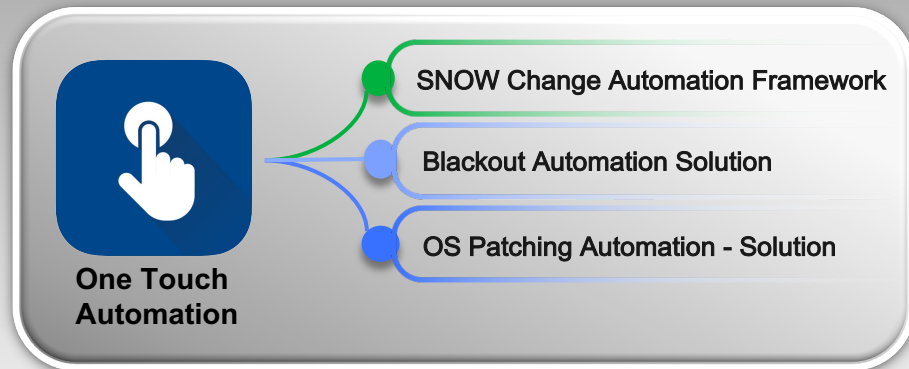 SNOW Change Automation Framework
Blackout Automation Solution
OS Patching Automation - Solution
One Touch
Automation